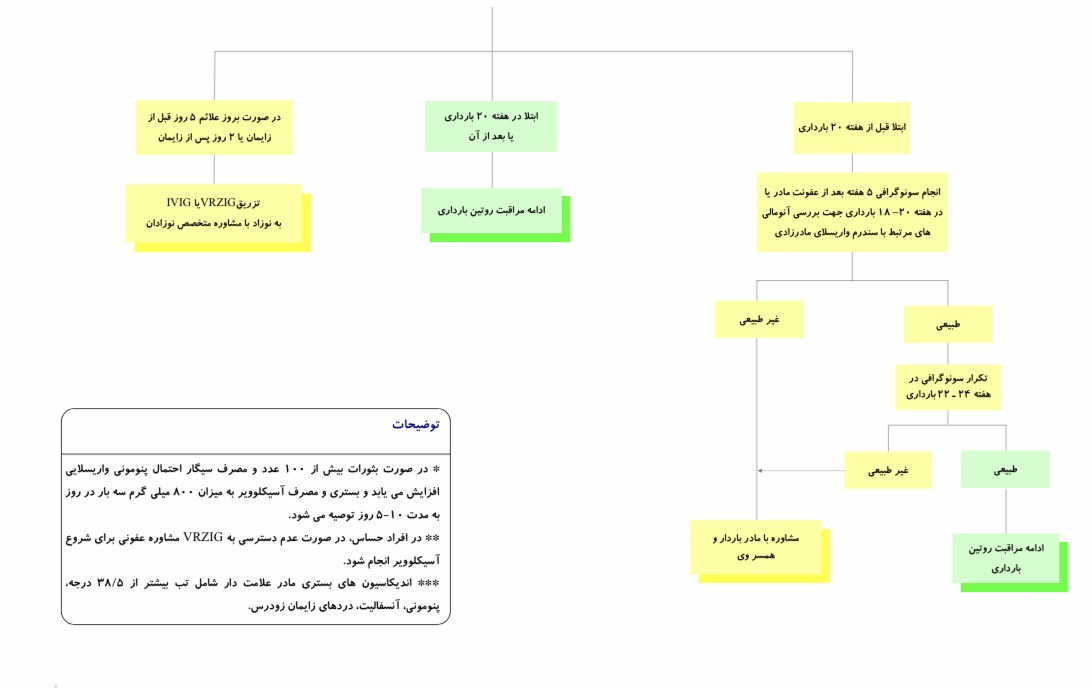 ابتلا قبل از هفته ۲۰ بارداری
انجام سونوگرافی ۵ هفته بعد از عفونت مادر یا
در هفته ۲۰–۱۸ بارداری جهت بررسی آنومالی
های مرتبط با سندرم واریسلای مادرزادی
طبیعی
تکرار سونوگرافی در
هفته ۲۴ ـ ۲۲ بارداری
طبیعی
ادامه مراقبت روتین
بارداری
غیر طبیعی
غیر طبیعی
مشاوره با مادر باردار و
همسر وی
ابتلا در هفته ۲۰ بارداری
یا بعد از آن
ادامه مراقبت روتین بارداری
در صورت بروز علائم ۵ روز قبل از
زایمان یا ۲ روز پس از زایمان
تزریقVRZIG یا IVIG
به نوزاد با مشاوره متخصص نوزادان
توضیحات
* در صورت بثورات بیش از ۱۰۰ عدد و مصرف سیگار احتمال پنومونی واریسلایی
افزایش می یابد و بستری و مصرف آسیکلوویر به میزان ۸۰۰ میلی گرم سه بار در روز
به مدت ۱۰-۵ روز توصیه می شود.
** در افراد حساس، در صورت عدم دسترسی به VRZIG مشاوره عفونی برای شروع
آسیکلوویر انجام شود.
*** اندیکاسیون های بستری مادر علامت دار شامل تب بیشتر از ۳۸/۵ درجه،
پنومونی، آنسفالیت، دردهای زایمان زودرس.